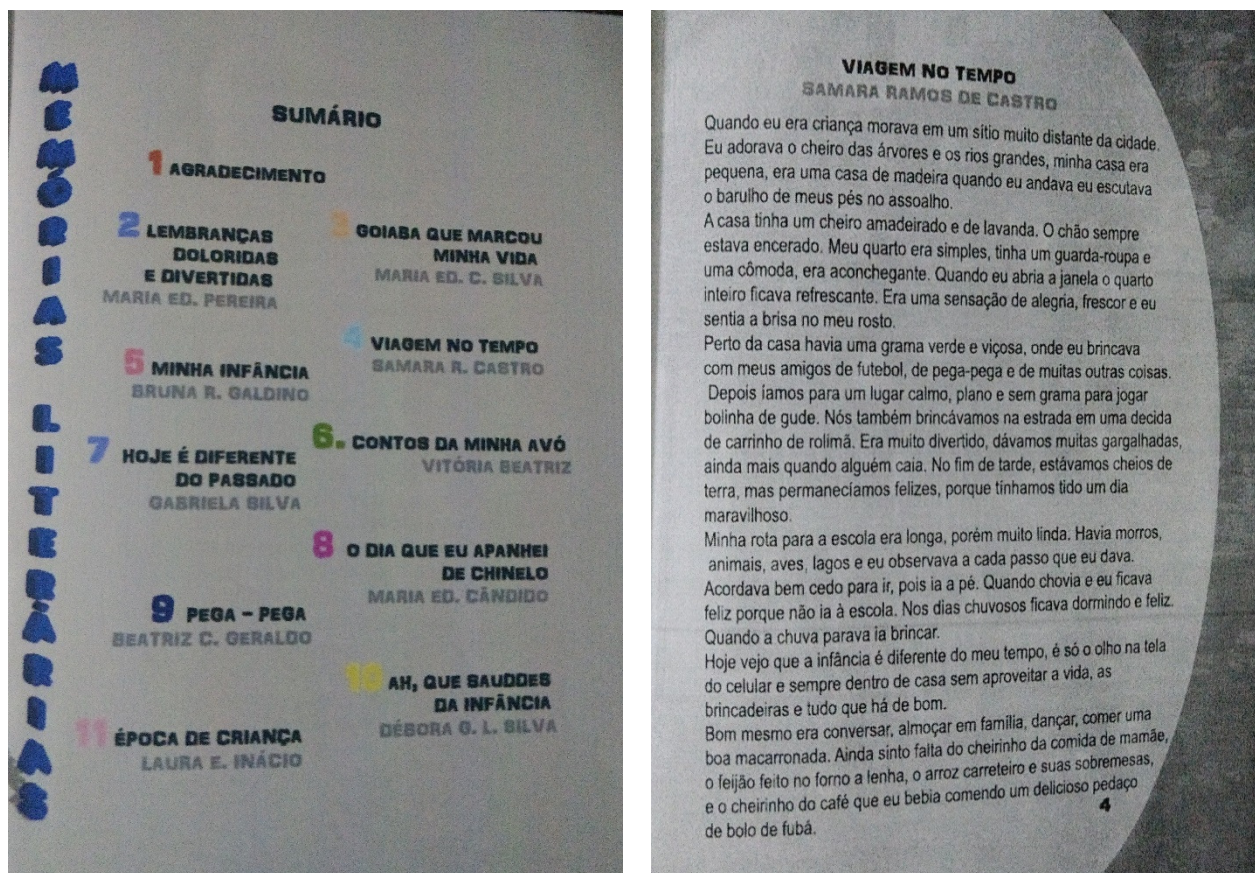 MEMÓRIAS LITERÁRIAS
SUMÁRIO
1 AGRADECIMENTO
2 LEMBRANÇAS
DOLORIDAS
E DIVERTIDAS
MARIA ED. PEREIRA
3 GOIABA QUE MARCOU
MINHA VIDA
MARIA ED. C. SILVA
4 VIAGEM NO TEMPO
SAMARA R. CASTRO
5 MINHA INFÂNCIA
BRUNA R. GALDINO
6. CONTOS DA MINHA AVÓ
VITÓRIA BEATRIZ
7 HOJE É DIFERENTE
DO PASSADO
GABRIELA SILVA
8 O DIA QUE EU APANHEI
DE CHINELO
MARIA ED. CÂNDIDO
9 PEGA - PEGA
BEATRIZ C. GERALDO
10 AH, QUE SAUDDES
DA INFÂNCIA
DÉBORA G. L. SILVA
11 ÉPOCA DE CRIANÇA
LAURA E. INÁCIO
VIAGEM NO TEMPO
SAMARA RAMOS DE CASTRO
Quando eu era criança morava em um sítio muito distante da cidade.
Eu adorava o cheiro das árvores e os rios grandes, minha casa era
pequena, era uma casa de madeira quando eu andava eu escutava
o barulho de meus pés no assoalho.
A casa tinha um cheiro amadeirado e de lavanda. O chão sempre
estava encerado. Meu quarto era simples, tinha um guarda-roupa e
uma cômoda, era aconchegante. Quando eu abria a janela o quarto
inteiro ficava refrescante. Era uma sensação de alegria, frescor e eu
sentia a brisa no meu rosto.
Perto da casa havia uma grama verde e viçosa, onde eu brincava
com meus amigos de futebol, de pega-pega e de muitas outras coisas.
Depois íamos para um lugar calmo, plano e sem grama para jogar
bolinha de gude. Nós também brincávamos na estrada em uma decida
de carrinho de rolimã. Era muito divertido, dávamos muitas gargalhadas,
ainda mais quando alguém caia. No fim de tarde, estávamos cheios de
terra, mas permanecíamos felizes, porque tínhamos tido um dia
maravilhoso.
Minha rota para a escola era longa, porém muito linda. Havia morros,
animais, aves, lagos e eu observava a cada passo que eu dava.
Acordava bem cedo para ir, pois ia a pé. Quando chovia e eu ficava
feliz porque não ia à escola. Nos dias chuvosos ficava dormindo e feliz.
Quando a chuva parava ia brincar.
Hoje vejo que a infância é diferente do meu tempo, é só o olho na tela
do celular e sempre dentro de casa sem aproveitar a vida, as
brincadeiras e tudo que há de bom.
Bom mesmo era conversar, almoçar em família, dançar, comer uma
boa macarronada. Ainda sinto falta do cheirinho da comida de mamãe,
o feijão feito no forno a lenha, o arroz carreteiro e suas sobremesas,
e o cheirinho do café que eu bebia comendo um delicioso pedaço
de bolo de fubá.
4